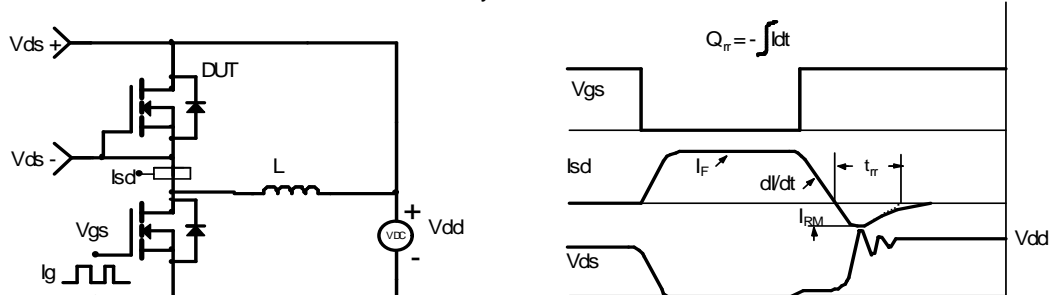 Vds +
DUT
Vds -
Isd
L
Vgs
Ig
VDC
+
-
Vdd
Qrr = - ∫Idt
Vgs
Isd
IF
dI/dt
trr
IRM
Vds
Vdd